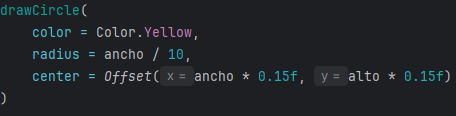 drawCircle(
color = Color.Yellow,
radius = ancho / 10,
center = Offset( x = ancho * 0.15f, y = alto * 0.15f)
)